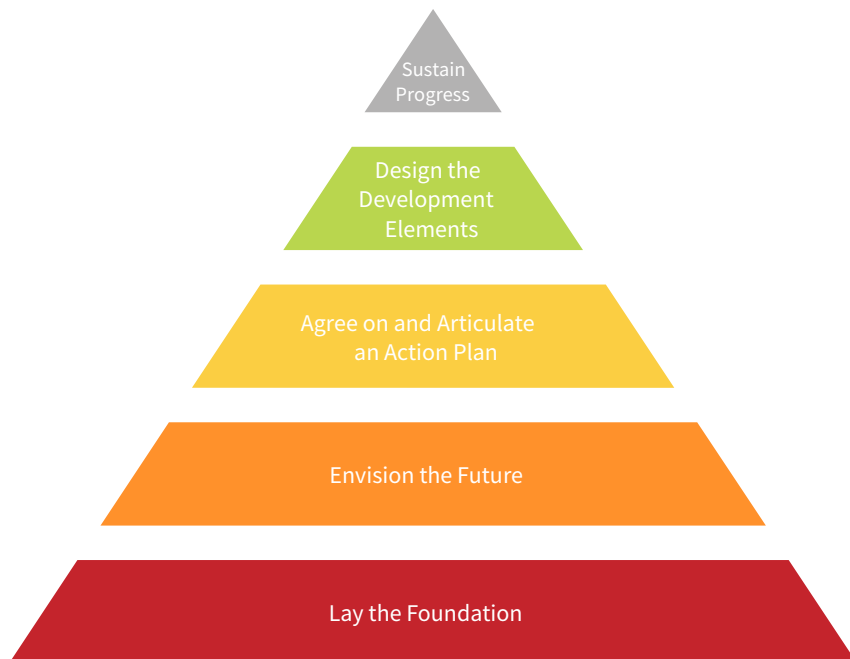 Sustain
Progress
Design the
Development
Elements
Agree on and Articulate
an Action Plan
Envision the Future
Lay the Foundation